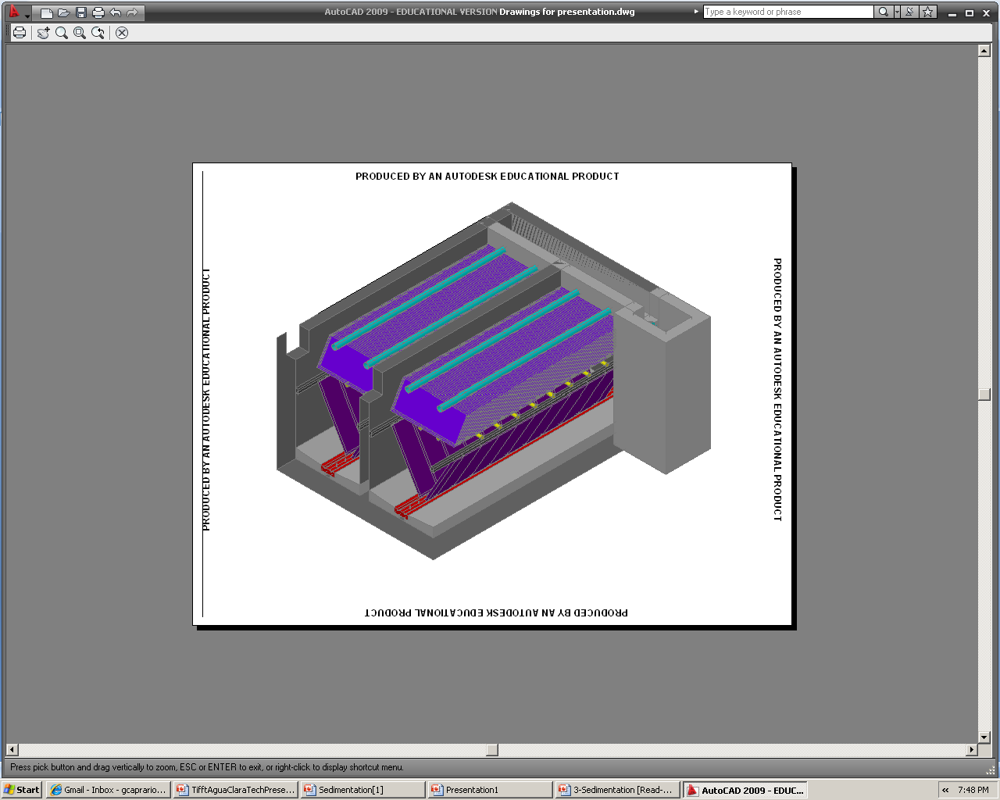 AutoCAD 2009 - EDUCATIONAL VERSION Drawings for presentation.dwg
Type a keyword or phrase
PRODUCED BY AN AUTODESK EDUCATIONAL PRODUCT
PRODUCED BY AN AUTODESK EDUCATIONAL PRODUCT
PRODUCED BY AN AUTODESK EDUCATIONAL PRODUCT
PRODUCED BY AN AUTODESK EDUCATIONAL PRODUCT
Press pick button and drag vertically to zoom, ESC or ENTER to exit, or right-click to display shortcut menu.
Start
Gmail - Inbox - gcaprario...
TifftAguaClaraTechPrese...
Sedimentation[1]
Presentation1
3-Sedimentation [Read-...
AutoCAD 2009 - EDUC...
7:48 PM